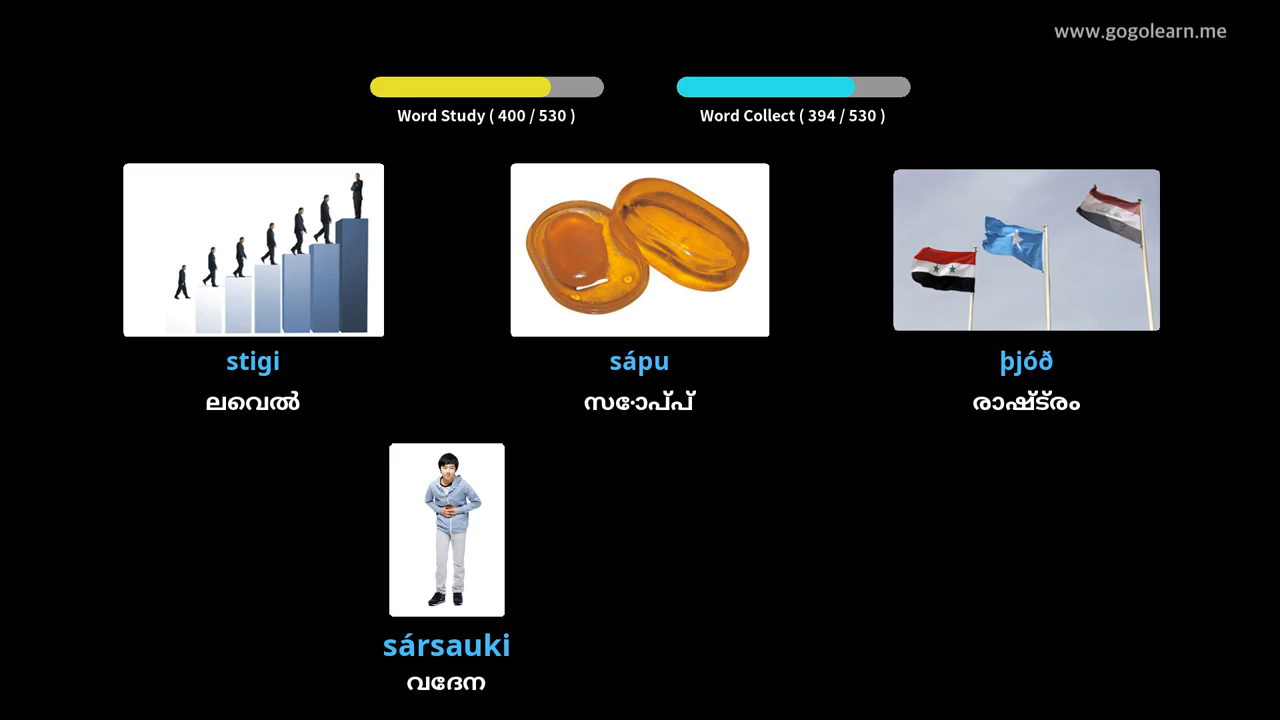 www.gogolearn.me
Word Study ( 400 / 530 )
Word Collect ( 394 / 530 )
stigi
sápu
þjóð
ലവെൽ
സോപ്പ്
രാഷ്ട്രം
sársauki
വദേന